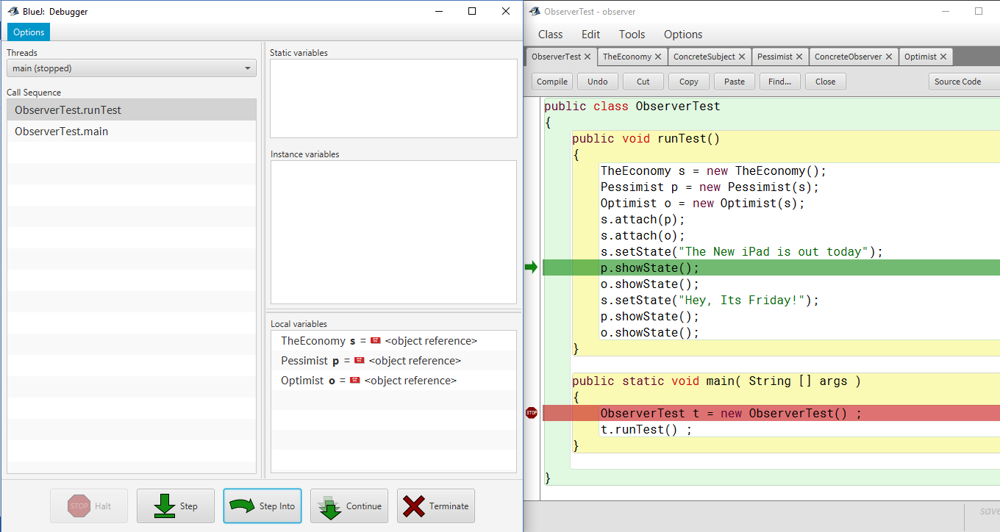 BlueJ: Debugger
Options
Threads
main (stopped)
Call Sequence
ObserverTest.runTest
ObserverTest.main
Static variables
Instance variables
Local variables
TheEconomy s = <object reference>
Pessimist p = <object reference>
Optimist o = <object reference>
STOP Halt
Step
Step Into
Continue
Terminate
ObserverTest - observer
Class Edit Tools Options
ObserverTest TheEconomy ConcreteSubject Pessimist ConcreteObserver Optimist
Compile Undo Cut Copy Paste Find... Close Source Code
public class ObserverTest
{
public void runTest()
{
TheEconomy s = new TheEconomy();
Pessimist p = new Pessimist(s);
Optimist o = new Optimist(s);
s.attach(p);
s.attach(o);
s.setState("The New iPad is out today");
p.showState();
o.showState();
s.setState("Hey, Its Friday!");
p.showState();
o.showState();
}
public static void main( String [] args )
{
STOP ObserverTest t = new ObserverTest() ;
t.runTest() ;
}
}
save